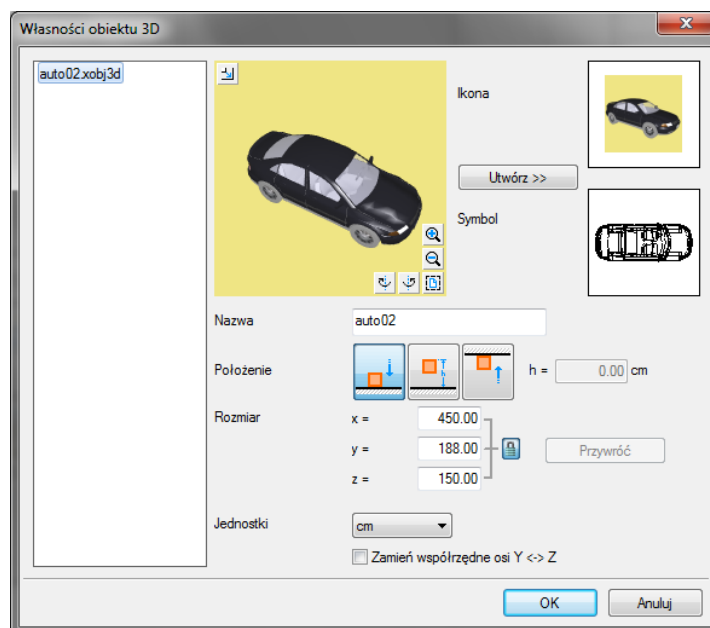 Własności obiektu 3D
auto02.xobj3d
Ikona
Utwórz >>
Symbol
Nazwa
auto02
Położenie
h = 0.00 cm
Rozmiar
x = 450.00
y = 188.00
Przywróć
z = 150.00
Jednostki
cm
Zamień współrzędne osi Y <-> Z
OK
Anuluj